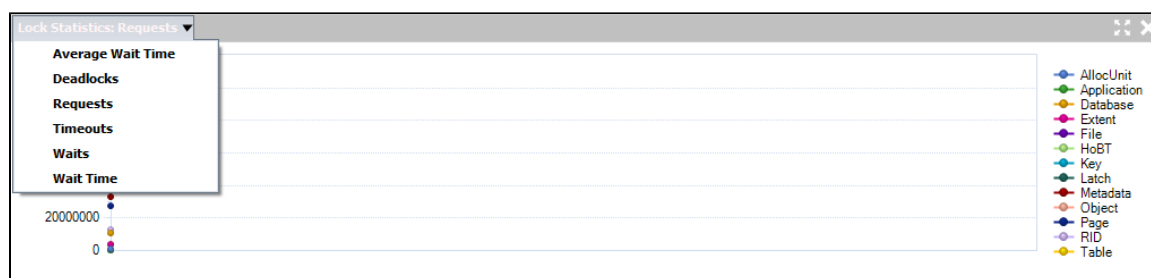 Lock Statistics: Requests
Average Wait Time
Deadlocks
Requests
Timeouts
Waits
Wait Time
20000000
0
AllocUnit
Application
Database
Extent
File
HoBT
Key
Latch
Metadata
Object
Page
RID
Table